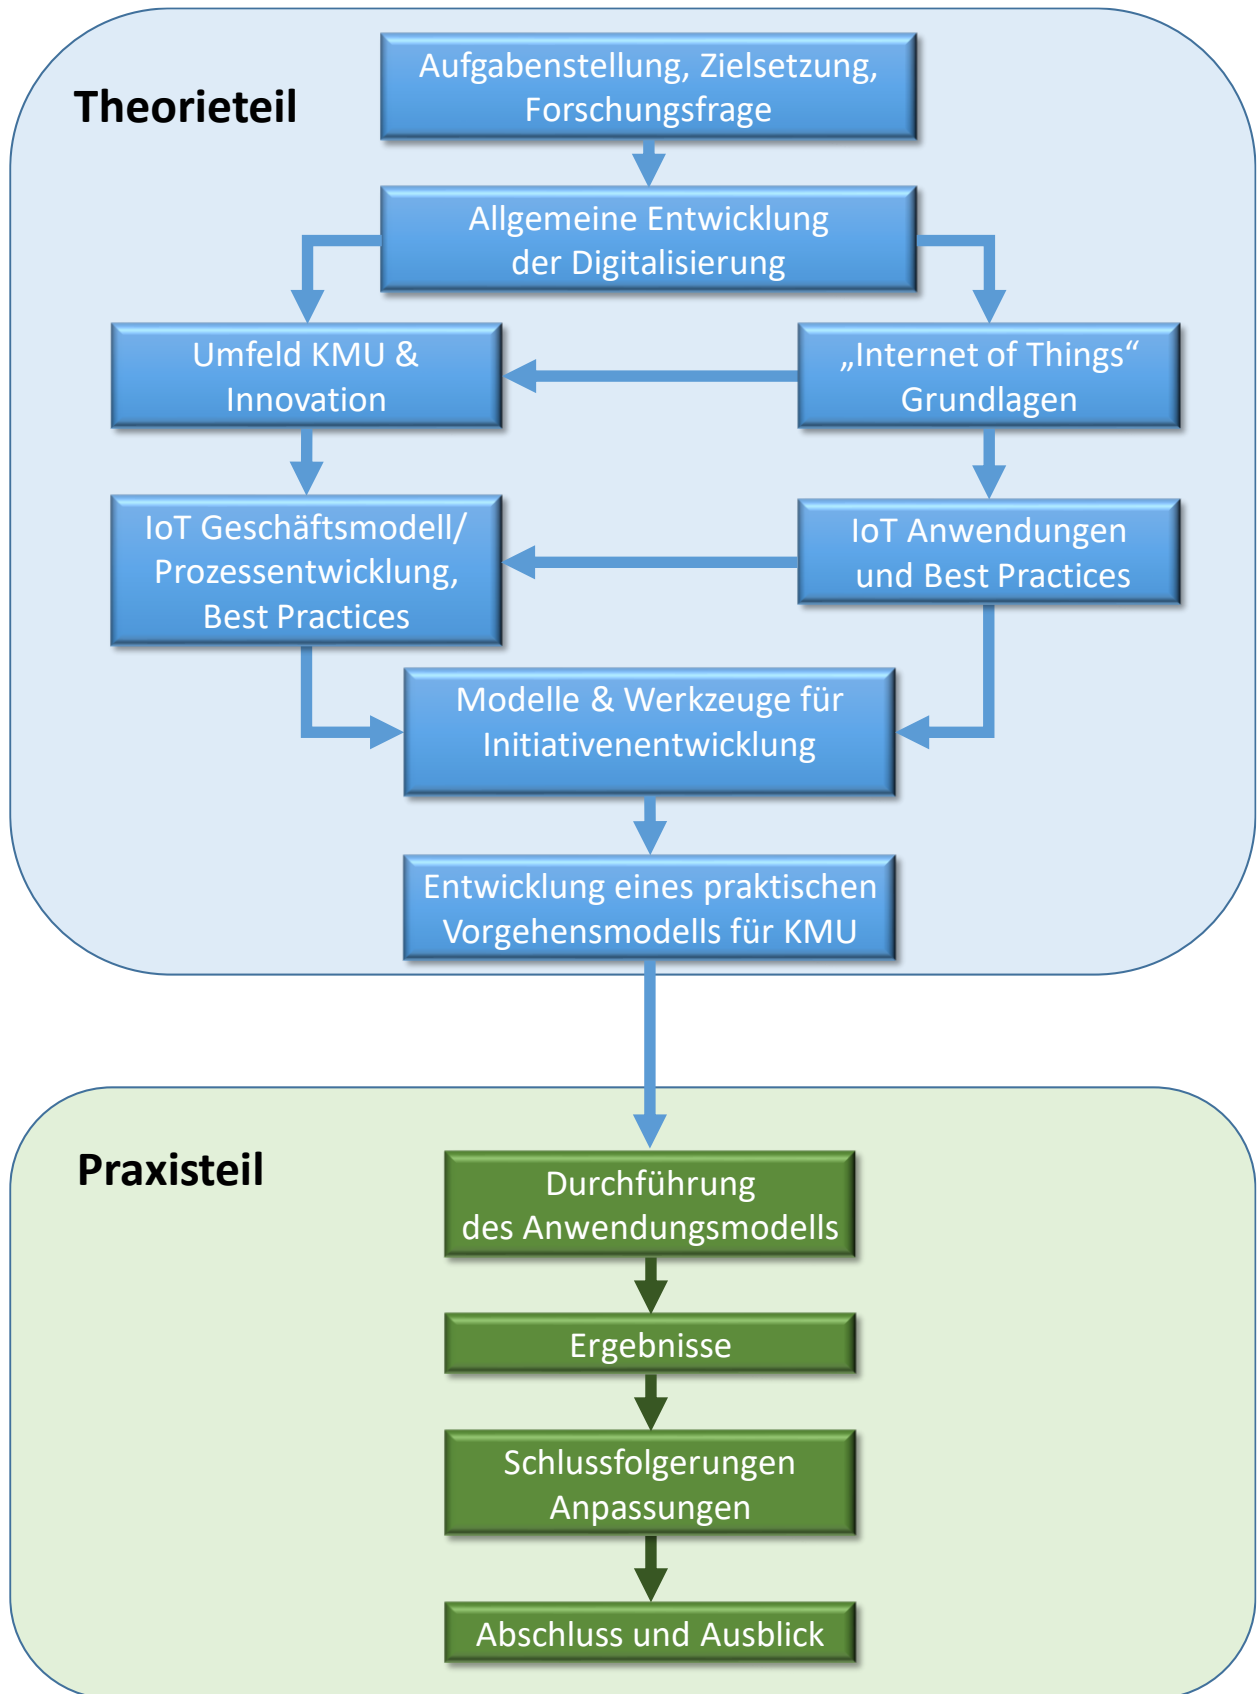 Theorieteil
Aufgabenstellung, Zielsetzung,
Forschungsfrage
Allgemeine Entwicklung
der Digitalisierung
Umfeld KMU &
Innovation
„Internet of Things“
Grundlagen
IoT Geschäftsmodell/
Prozessentwicklung,
Best Practices
IoT Anwendungen
und Best Practices
Modelle & Werkzeuge für
Initiativenentwicklung
Entwicklung eines praktischen
Vorgehensmodells für KMU
Praxisteil
Durchführung
des Anwendungsmodells
Ergebnisse
Schlussfolgerungen
Anpassungen
Abschluss und Ausblick